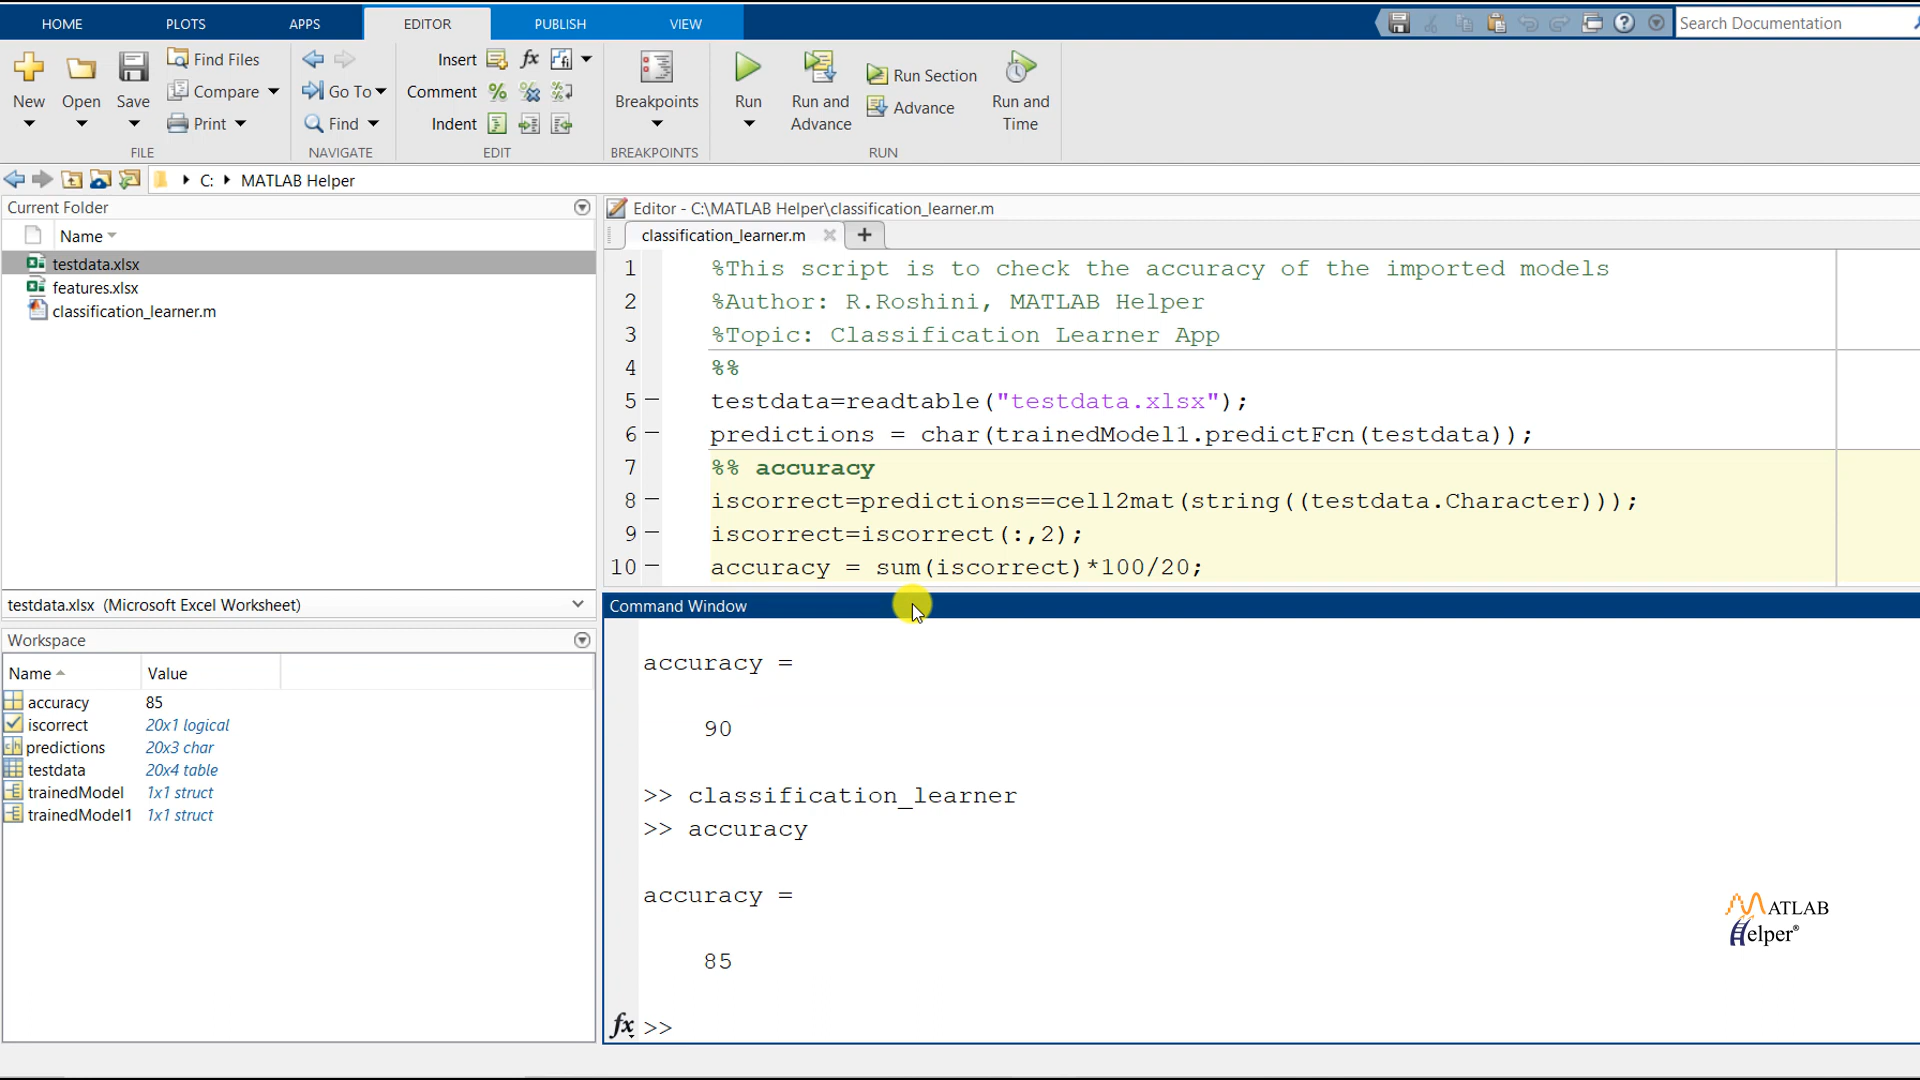 HOME PLOTS APPS EDITOR PUBLISH VIEW Search Documentation
New Open Save Find Files Compare Print
FILE
Go To Find
NAVIGATE
Insert fx
Comment
Indent
EDIT
Breakpoints
BREAKPOINTS
Run Run and Advance Run Section Advance Run and Time
RUN
C: MATLAB Helper
Current Folder
Name
testdata.xlsx
features.xlsx
classification_learner.m
testdata.xlsx (Microsoft Excel Worksheet)
Workspace
Name Value
accuracy 85
iscorrect 20x1 logical
predictions 20x3 char
testdata 20x4 table
trainedModel 1x1 struct
trainedModel1 1x1 struct
Editor - C:\MATLAB Helper\classification_learner.m
classification_learner.m
1 %This script is to check the accuracy of the imported models
2 %Author: R.Roshini, MATLAB Helper
3 %Topic: Classification Learner App
4 %%
5 testdata=readtable("testdata.xlsx");
6 predictions = char(trainedModel1.predictFcn(testdata));
7 %% accuracy
8 iscorrect=predictions==cell2mat(string((testdata.Character)));
9 iscorrect=iscorrect(:,2);
10 accuracy = sum(iscorrect)*100/20;
Command Window
accuracy =
90
>> classification_learner
>> accuracy
accuracy =
85
fx >>
MATLAB
Helper®